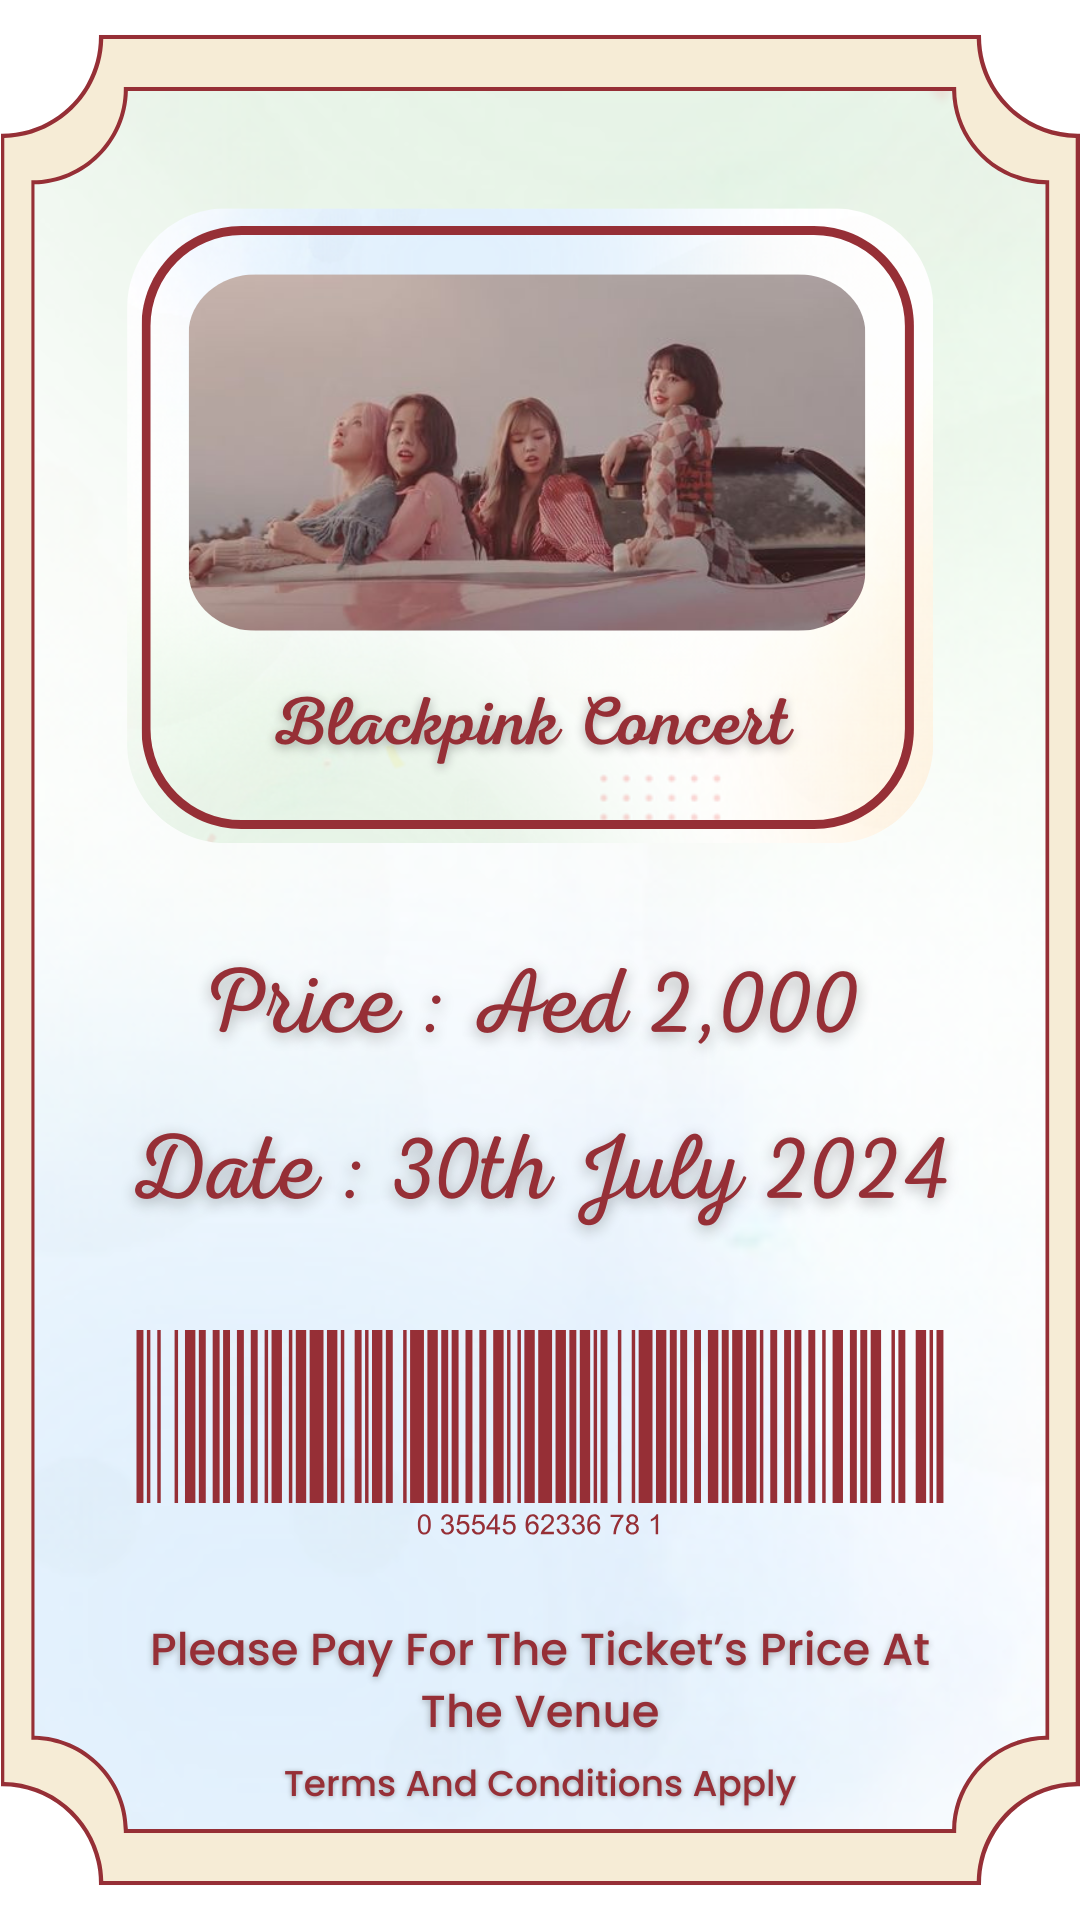 Blackpink Concert
Price : Aed 2,000
Date : 30th July 2024
0 35545 62336 78 1
Please Pay For The Ticket’s Price At
The Venue
Terms And Conditions Apply